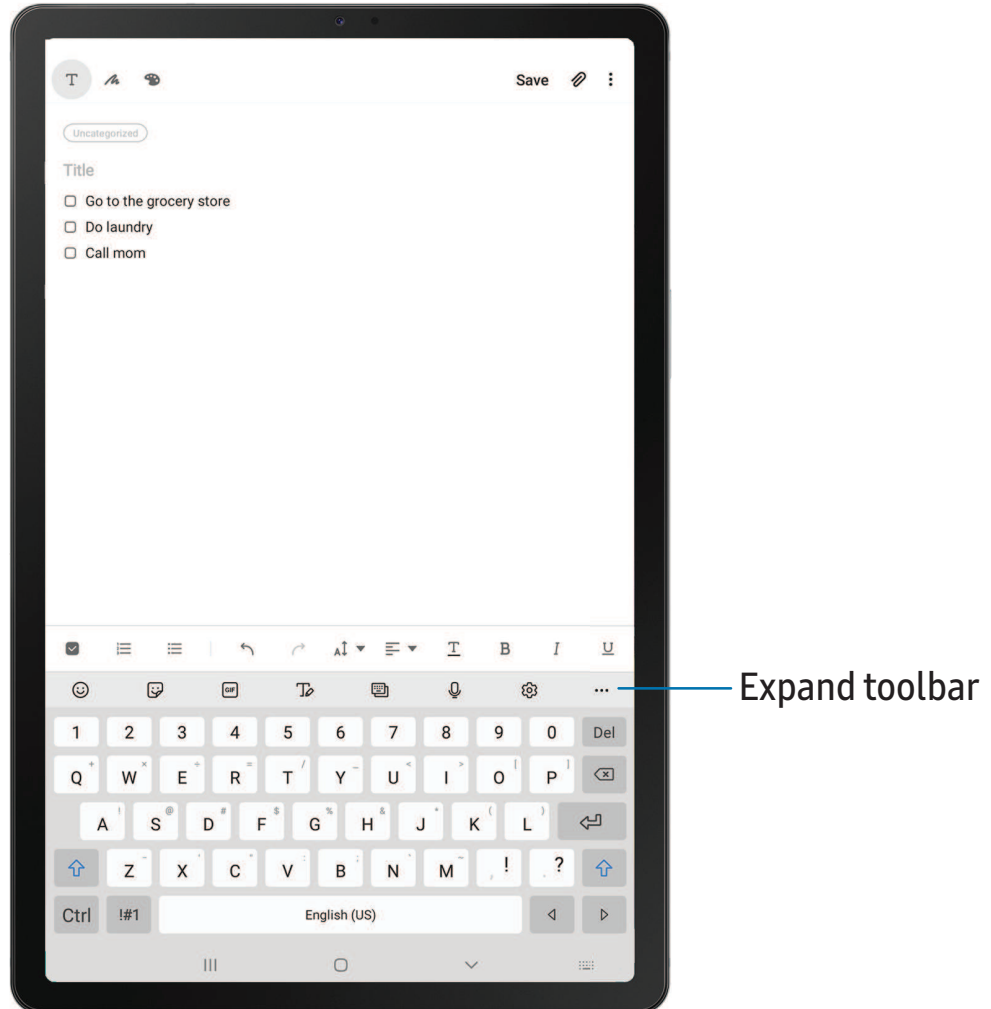 T Save
Uncategorized
Title
Go to the grocery store
Do laundry
Call mom
A T B I U
GIF T
Expand toolbar
1 2 3 4 5 6 7 8 9 0 Del
Q + W × E ÷ R = T / Y _ U < I > O [ P ]
A ! S @ D # F $ G % H & J * K ( L )
Z - X ' C " V : B ; N M , ! . ?
Ctrl !#1 English (US)